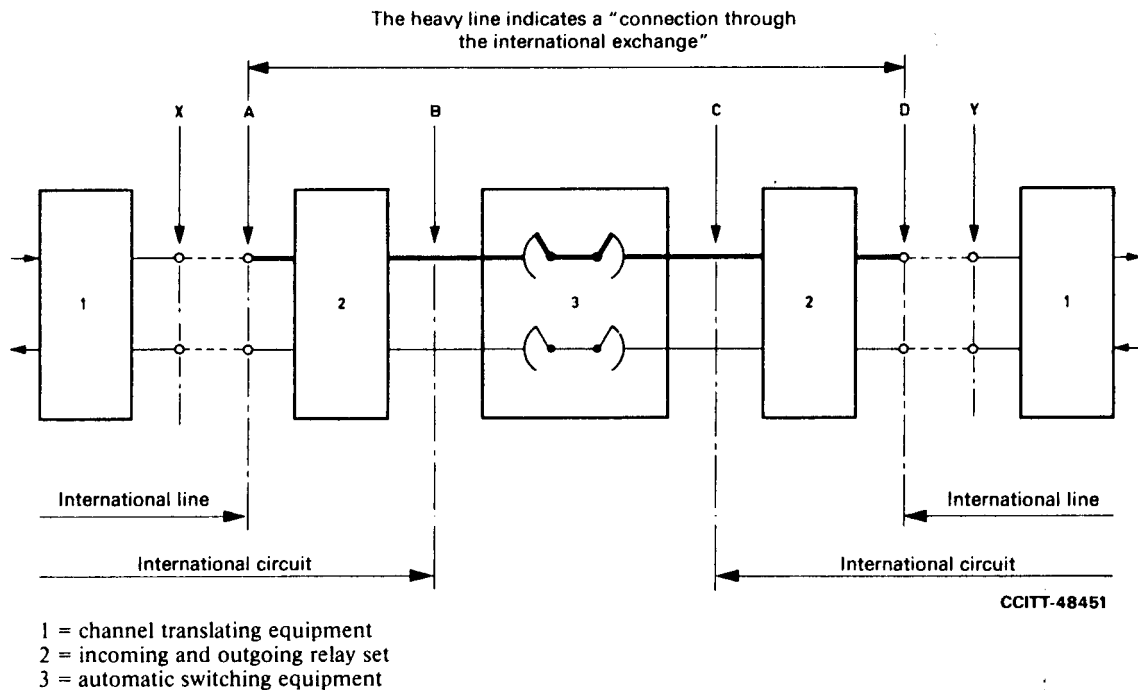 The heavy line indicates a “connection through
the international exchange”
X A B C D Y
1 2 3 2 1
International line International line
International circuit International circuit
CCITT-48451
1 = channel translating equipment
2 = incoming and outgoing relay set
3 = automatic switching equipment